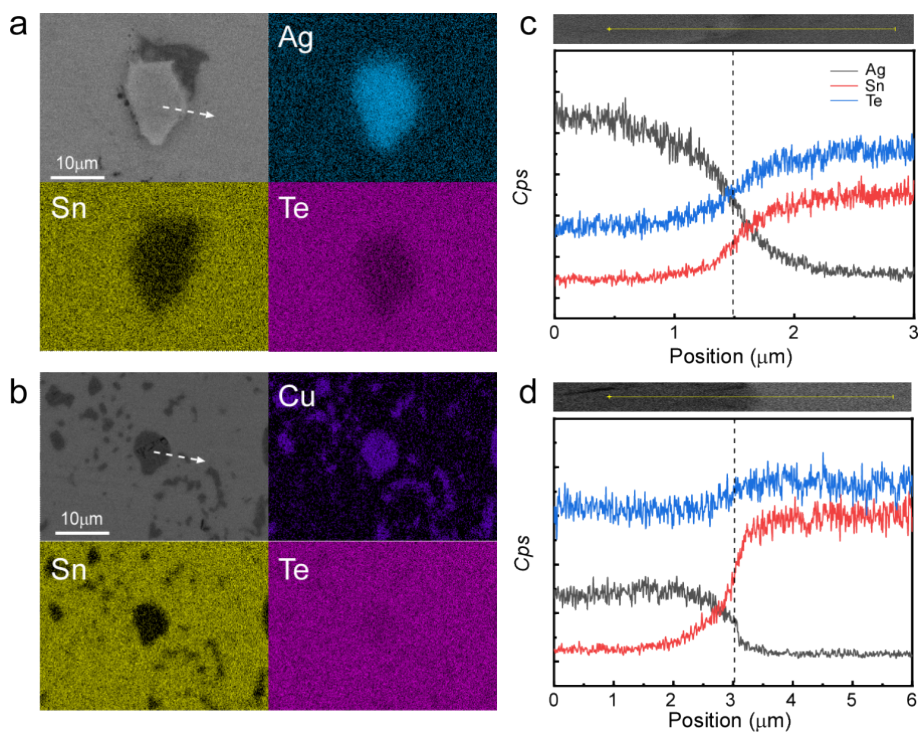 a
Ag
10μm
Sn
Te
b
Cu
10μm
Sn
Te
c
Ag
Sn
Te
Cps
0 1 2 3
Position (μm)
d
Cps
0 1 2 3 4 5 6
Position (μm)